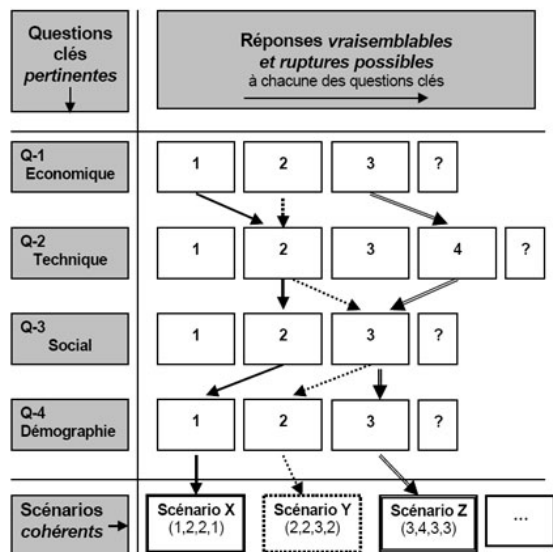 Questions
clés
pertinentes
Réponses vraisemblables
et ruptures possibles
à chacune des questions clés
Q-1
Economique
1 2 3 ?
Q-2
Technique
1 2 3 4 ?
Q-3
Social
1 2 3 ?
Q-4
Démographie
1 2 3 ?
Scénarios
cohérents
Scénario X
(1,2,2,1)
Scénario Y
(2,2,3,2)
Scénario Z
(3,4,3,3)
...